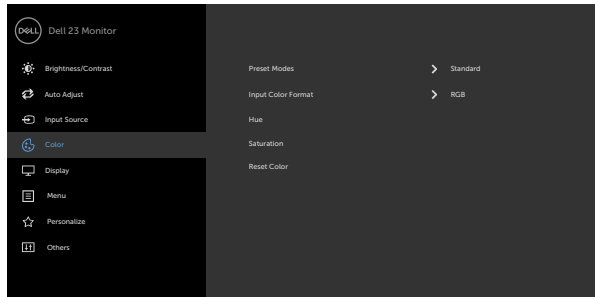 DELL Dell 23 Monitor
Brightness/Contrast
Auto Adjust
Input Source
Color
Display
Menu
Personalize
Others
Preset Modes Standard
Input Color Format RGB
Hue
Saturation
Reset Color